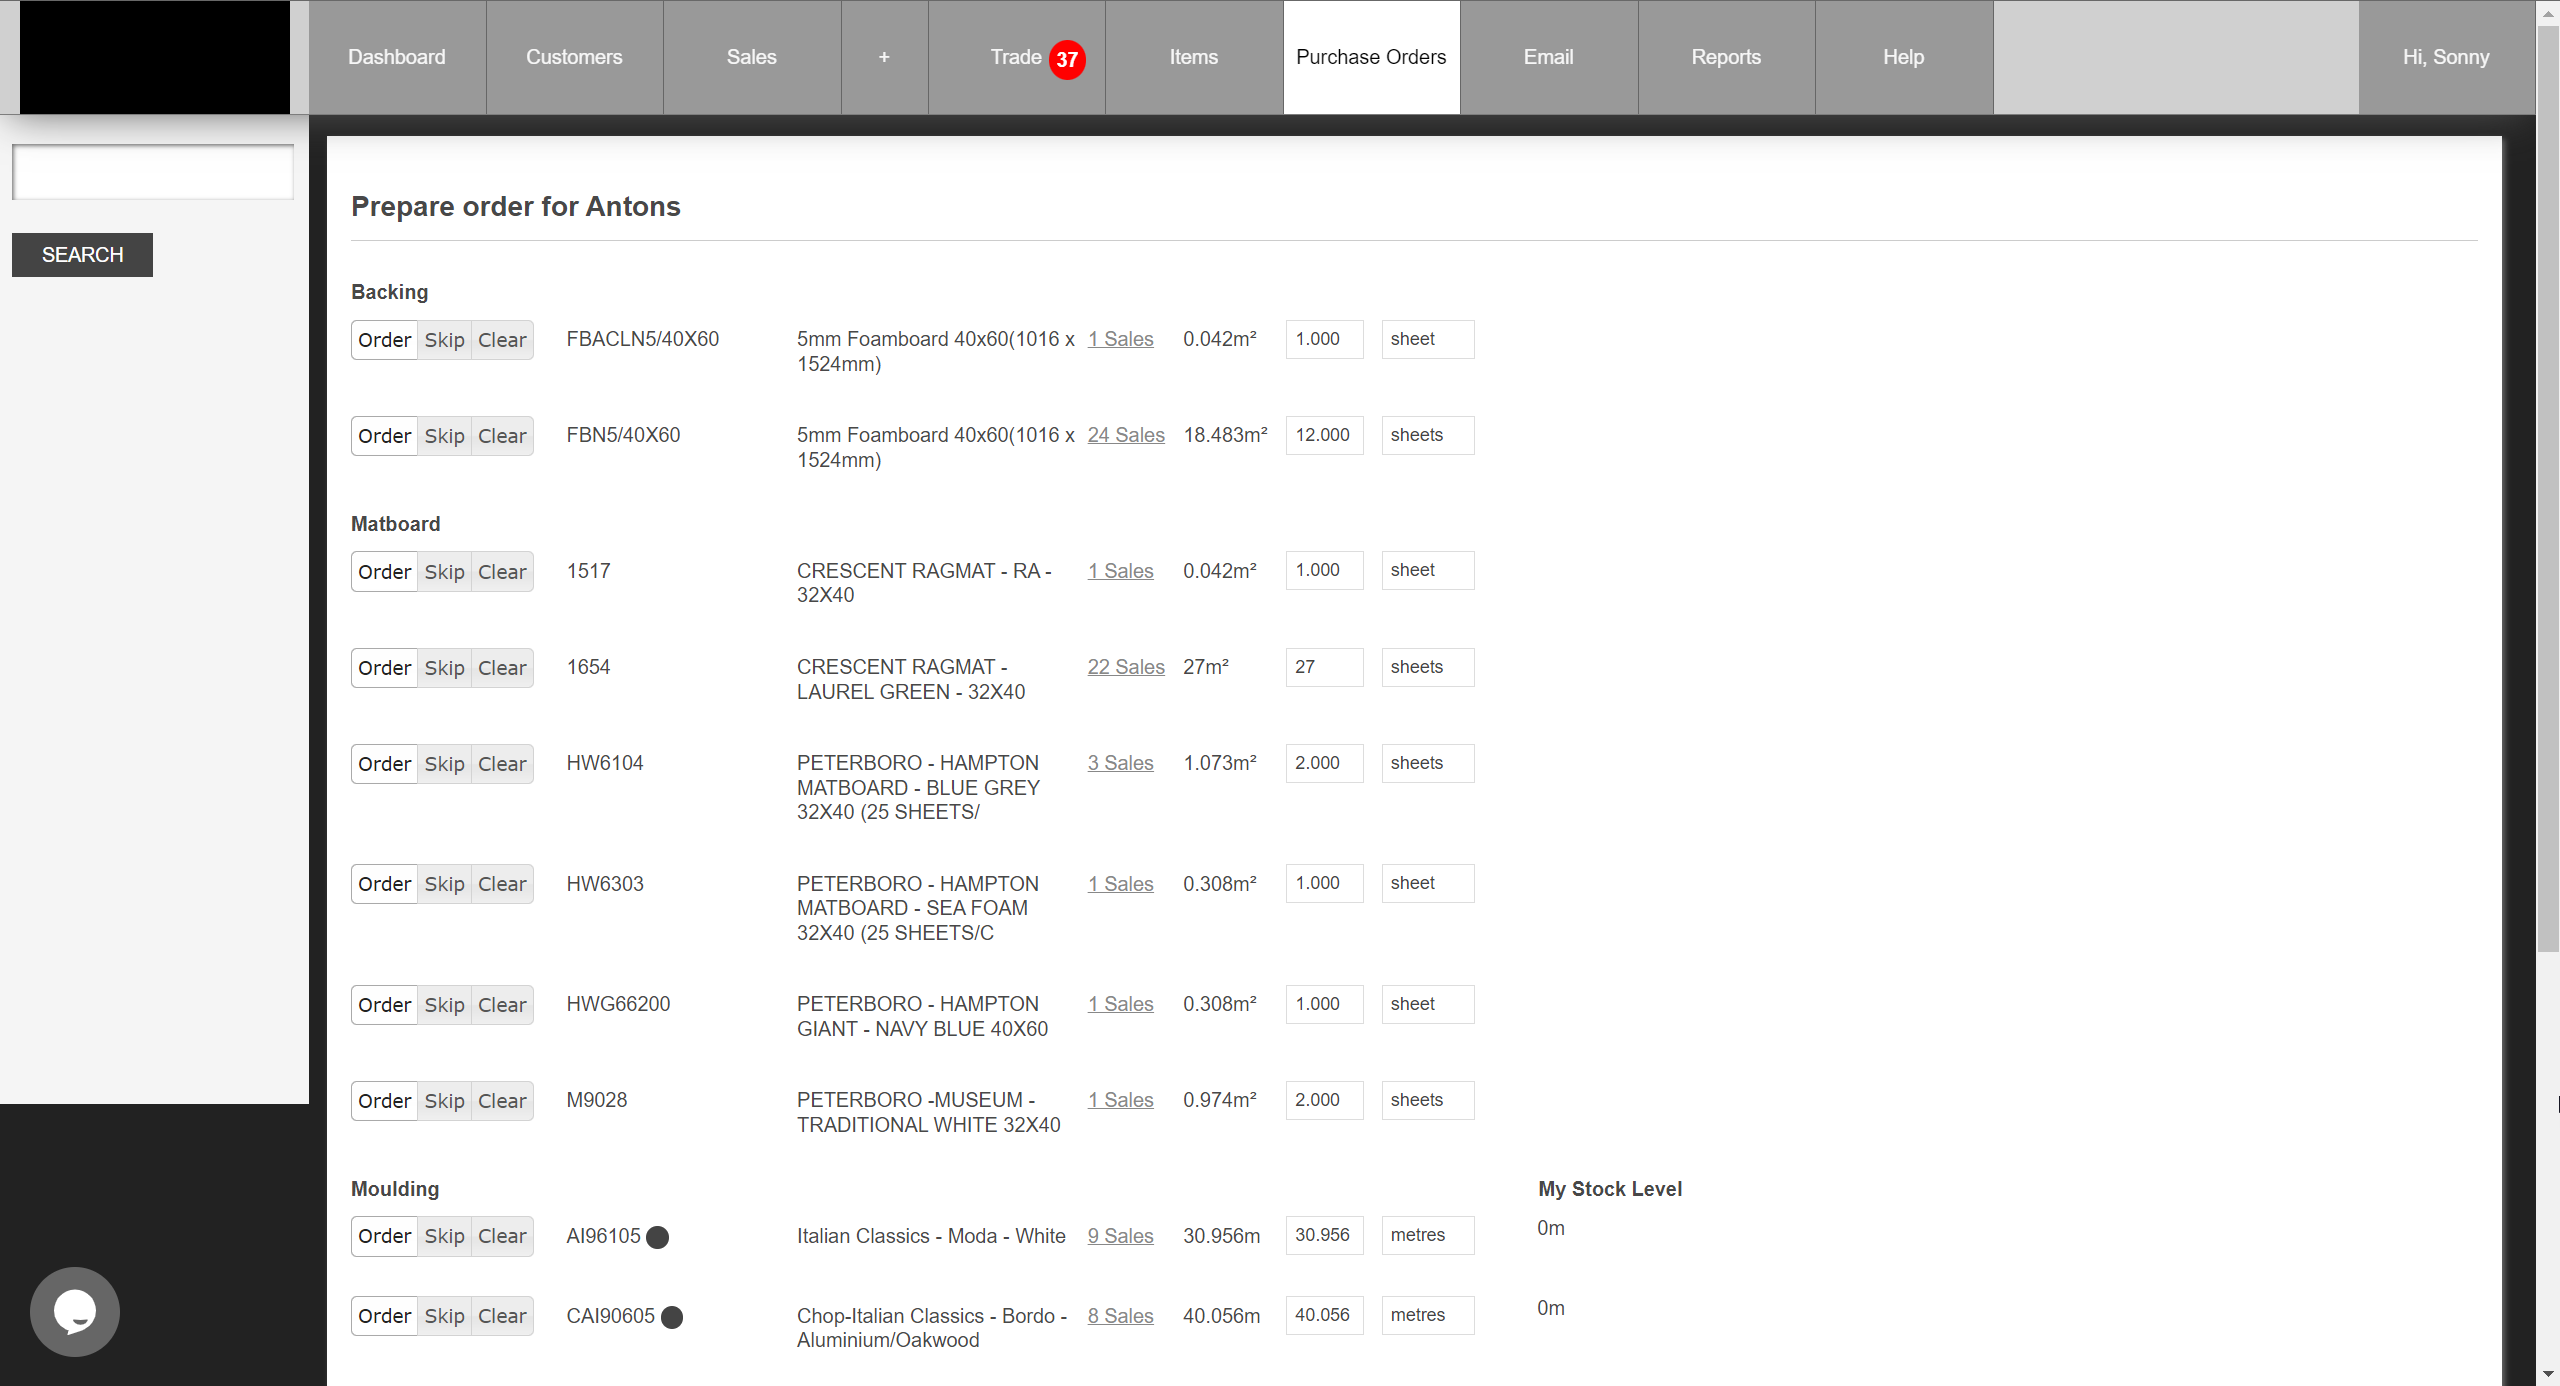 Dashboard Customers Sales + Trade 37 Items Purchase Orders Email Reports Help Hi, Sonny
SEARCH
Prepare order for Antons
Backing
Order Skip Clear FBACLN5/40X60 5mm Foamboard 40x60(1016 x 1 Sales 0.042m² 1.000 sheet
1524mm)
Order Skip Clear FBN5/40X60 5mm Foamboard 40x60(1016 x 24 Sales 18.483m² 12.000 sheets
1524mm)
Matboard
Order Skip Clear 1517 CRESCENT RAGMAT - RA - 1 Sales 0.042m² 1.000 sheet
32X40
Order Skip Clear 1654 CRESCENT RAGMAT - 22 Sales 27m² 27 sheets
LAUREL GREEN - 32X40
Order Skip Clear HW6104 PETERBORO - HAMPTON 3 Sales 1.073m² 2.000 sheets
MATBOARD - BLUE GREY
32X40 (25 SHEETS/
Order Skip Clear HW6303 PETERBORO - HAMPTON 1 Sales 0.308m² 1.000 sheet
MATBOARD - SEA FOAM
32X40 (25 SHEETS/C
Order Skip Clear HWG66200 PETERBORO - HAMPTON 1 Sales 0.308m² 1.000 sheet
GIANT - NAVY BLUE 40X60
Order Skip Clear M9028 PETERBORO -MUSEUM - 1 Sales 0.974m² 2.000 sheets
TRADITIONAL WHITE 32X40
Moulding My Stock Level
Order Skip Clear AI96105 Italian Classics - Moda - White 9 Sales 30.956m 30.956 metres 0m
Order Skip Clear CAI90605 Chop-Italian Classics - Bordo - 8 Sales 40.056m 40.056 metres 0m
Aluminium/Oakwood